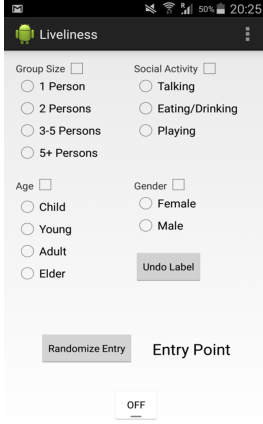 R 50% 20:25
Liveliness
Group Size
1 Person
2 Persons
3-5 Persons
5+ Persons
Social Activity
Talking
Eating/Drinking
Playing
Age
Child
Young
Adult
Elder
Gender
Female
Male
Undo Label
Randomize Entry
Entry Point
OFF